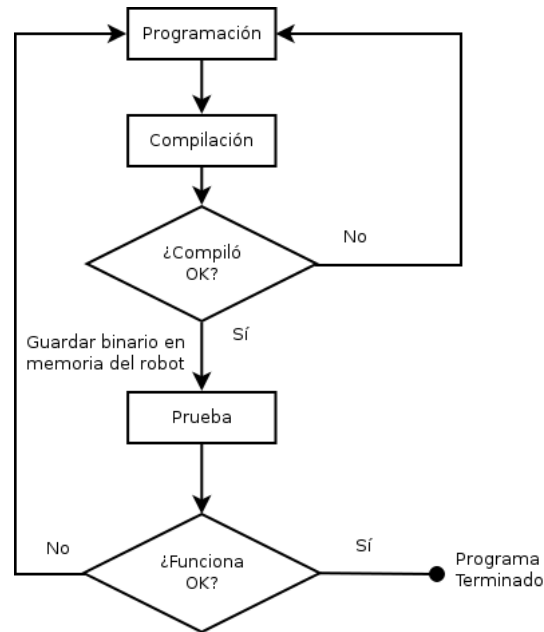 Programación
Compilación
¿Compiló
OK?
No
Sí
Guardar binario en
memoria del robot
Prueba
No
¿Funciona
OK?
Sí
Programa
Terminado